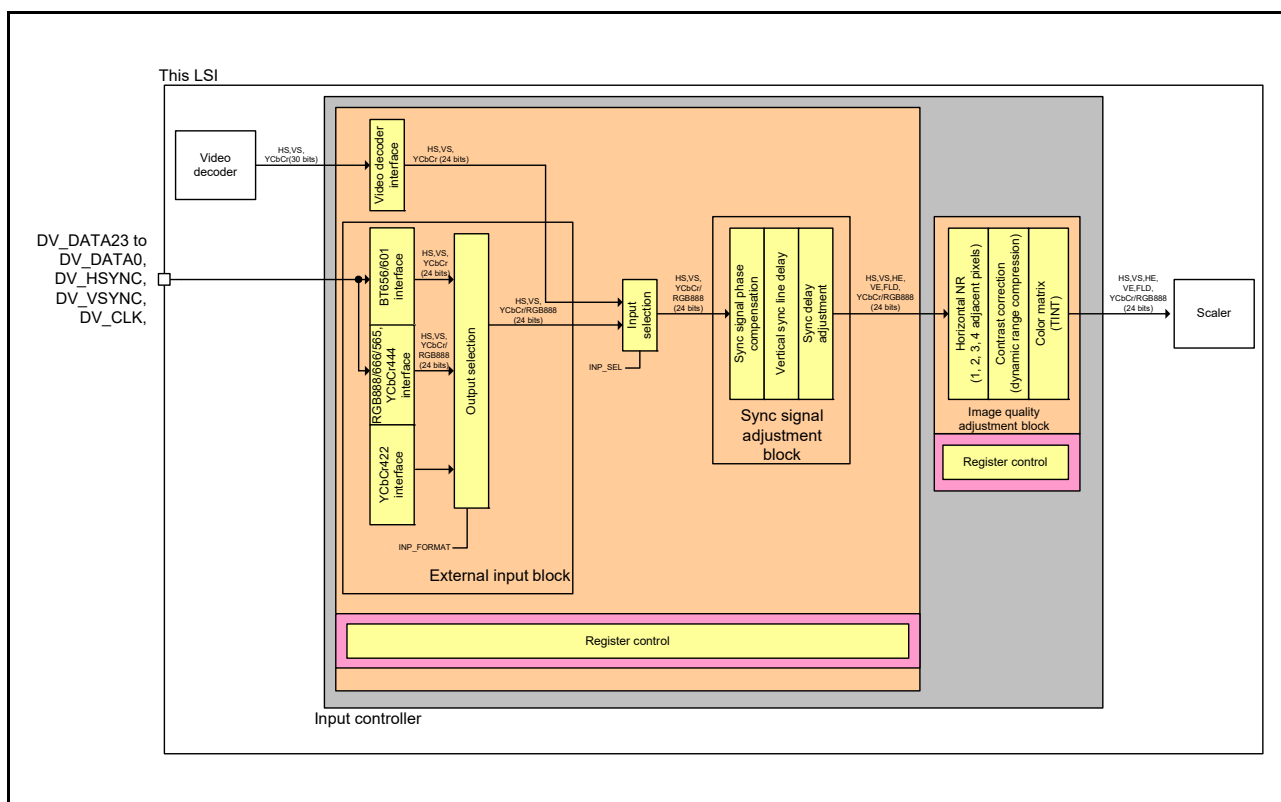 This LSI
Video
decoder
HS,VS,
YCbCr(30 bits)
Video decoder
interface
HS,VS,
YCbCr (24 bits)
DV_DATA23 to
DV_DATA0,
DV_HSYNC,
DV_VSYNC,
DV_CLK,
BT656/601
interface
HS,VS,
YCbCr
(24 bits)
RGB888/666/565,
YCbCr444
interface
HS,VS,
YCbCr/
RGB888
(24 bits)
YCbCr422
interface
Output selection
INP_FORMAT
External input block
HS,VS,
YCbCr/RGB888
(24 bits)
Input
selection
INP_SEL
HS,VS,
YCbCr/
RGB888
(24 bits)
Sync signal phase
compensation
Vertical sync line delay
Sync delay
adjustment
Sync signal
adjustment
block
HS,VS,HE,
VE,FLD,
YCbCr/RGB888
(24 bits)
Horizontal NR
(1, 2, 3, 4 adjacent pixels)
Contrast correction
(dynamic range compression)
Color matrix
(TINT)
Image quality
adjustment block
Register control
HS,VS,HE,
VE,FLD,
YCbCr/RGB888
(24 bits)
Scaler
Register control
Input controller